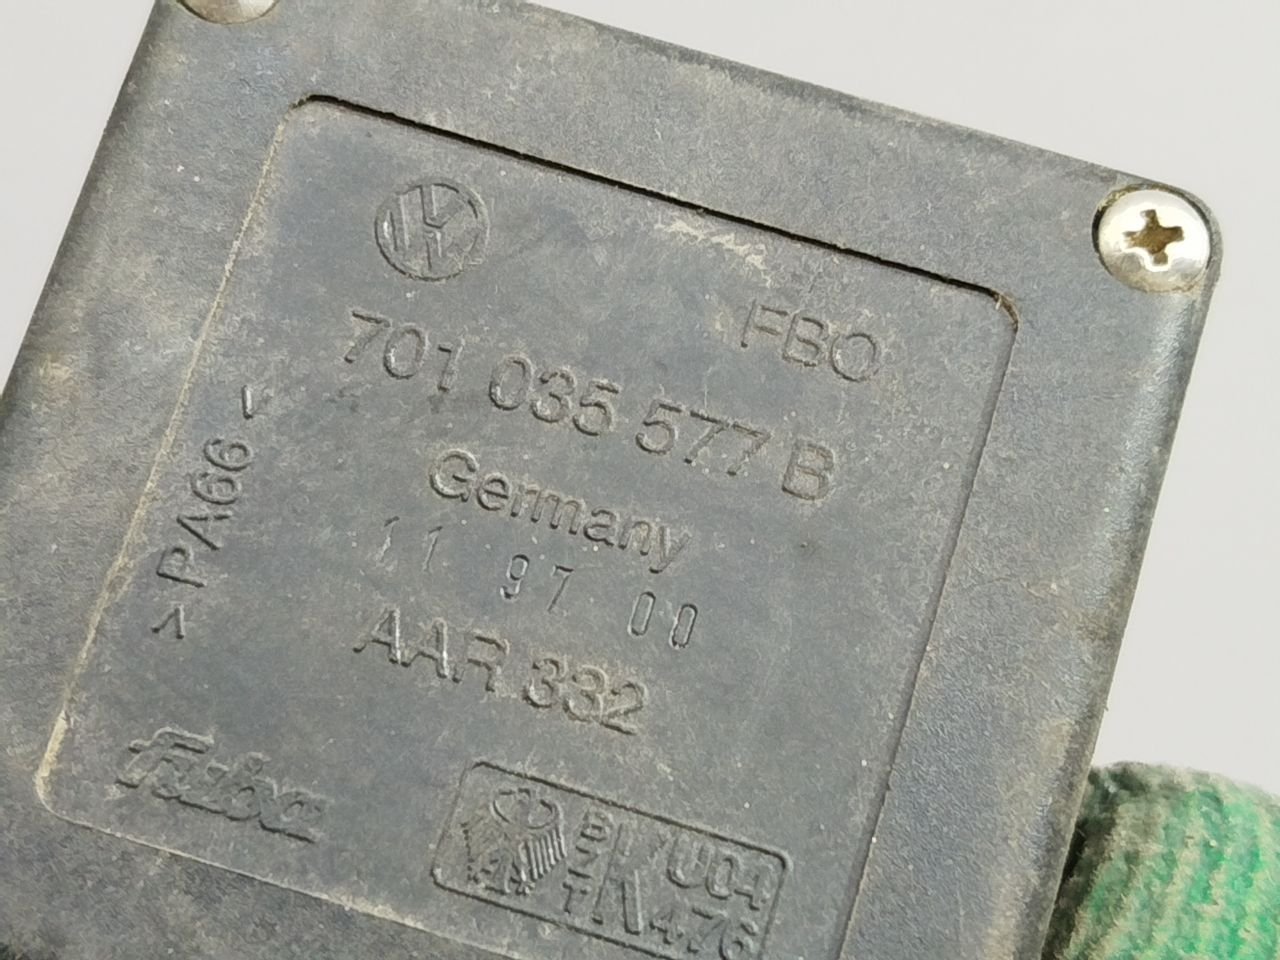 FBO
701 035 577 B
Germany
11 97 00
AAR 332
>PA66<
Fuba
BZT
U04
476